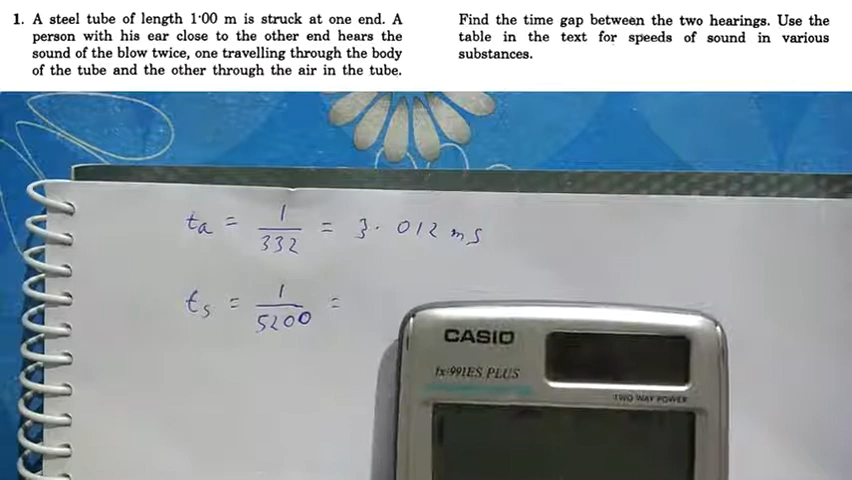 1. A steel tube of length 1·00 m is struck at one end. A
person with his ear close to the other end hears the
sound of the blow twice, one travelling through the body
of the tube and the other through the air in the tube.
Find the time gap between the two hearings. Use the
table in the text for speeds of sound in various
substances.
ta = 1/332 = 3.012 ms
ts = 1/5200 =
CASIO
fx-991ES PLUS
TWO WAY POWER